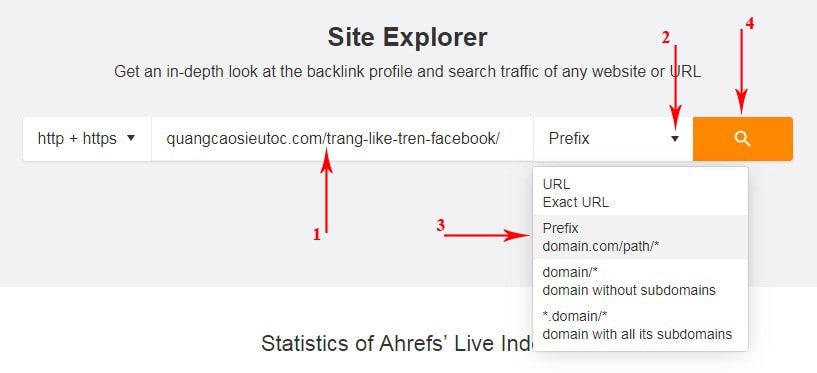 Site Explorer
2
4
Get an in-depth look at the backlink profile and search traffic of any website or URL
http + https
quangcaosieutoc.com/trang-like-tren-facebook/
Prefix
1
3
URL
Exact URL
Prefix
domain.com/path/*
domain/*
domain without subdomains
*.domain/*
domain with all its subdomains
Statistics of Ahrefs’ Live